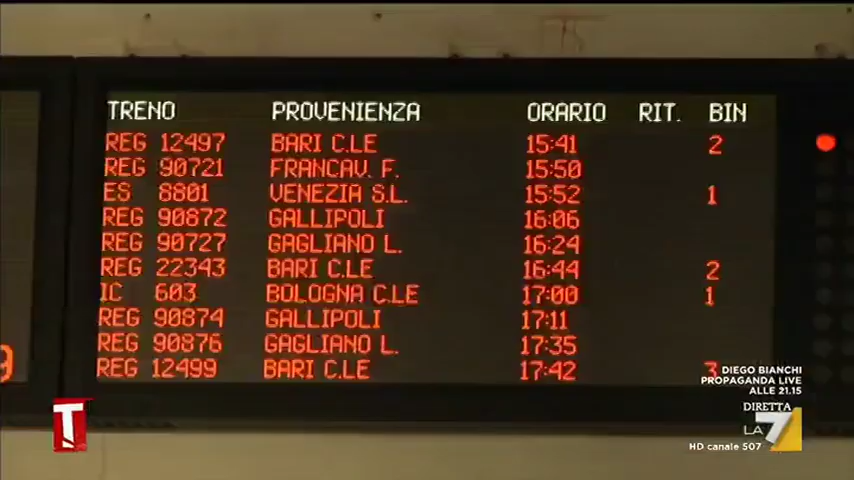 TRENO PROVENIENZA ORARIO RIT. BIN
REG 12497 BARI C.LE 15:41 2
REG 90721 FRANCAV. F. 15:50
ES 8801 VENEZIA S.L. 15:52 1
REG 90872 GALLIPOLI 16:06
REG 90727 GAGLIANO L. 16:24
REG 22343 BARI C.LE 16:44 2
IC 603 BOLOGNA C.LE 17:00 1
REG 90874 GALLIPOLI 17:11
REG 90876 GAGLIANO L. 17:35
REG 12499 BARI C.LE 17:42 3
DIEGO BIANCHI
PROPAGANDA LIVE
ALLE 21.15
DIRETTA
LA7
HD canale 507
T